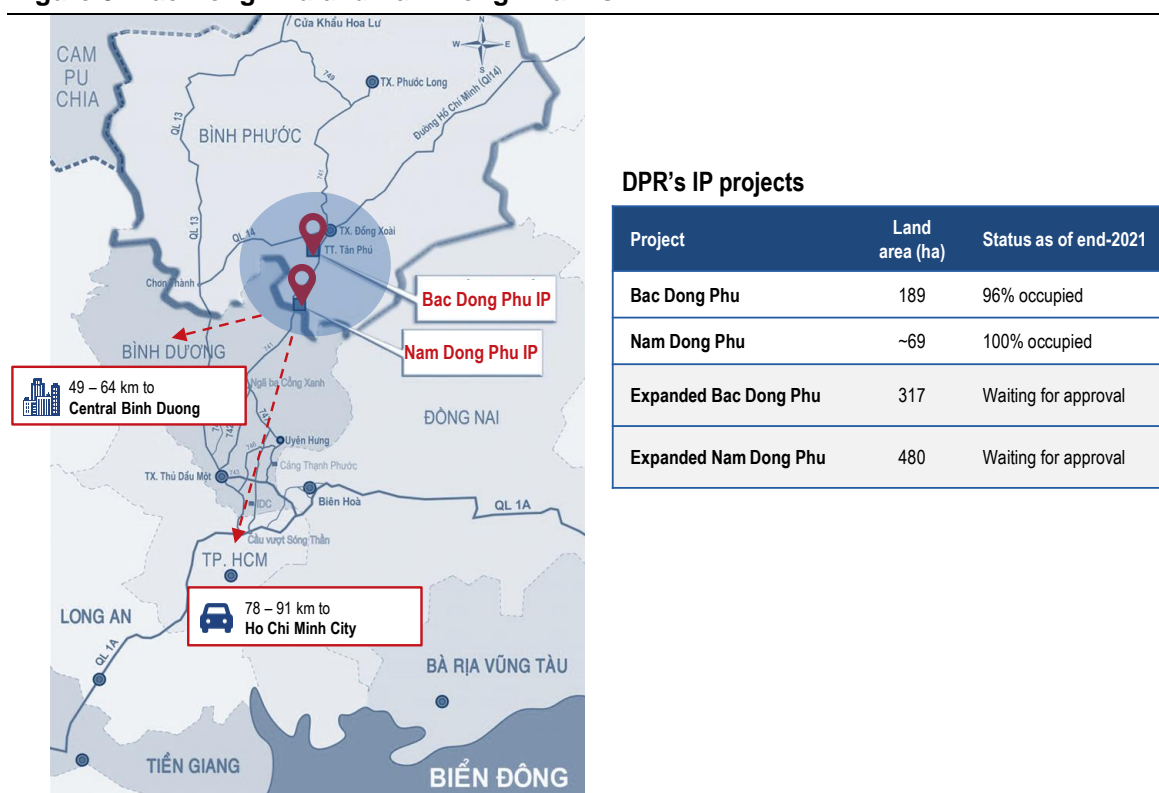 Cửa Khẩu Hoa Lư
N
W
E
S
CAM
PU
CHIA
749
TX. Phước Long
QL 13
BÌNH PHƯỚC
Đường Hồ Chí Minh (QL14)
741
QL 13
QL 14
TX. Đồng Xoài
TT. Tân Phú
Chơn Thành
Bac Dong Phu IP
Nam Dong Phu IP
BÌNH DƯƠNG
741
49 – 64 km to
Central Binh Duong
Ngã ba Cổng Xanh
ĐỒNG NAI
742
Uyên Hưng
746
Cảng Thạnh Phước
TX. Thủ Dầu Một
743
IDC
Biên Hoà
QL 1A
Cầu vượt Sóng Thần
TP. HCM
78 – 91 km to
Ho Chi Minh City
LONG AN
QL 1A
BÀ RỊA VŨNG TÀU
TIỀN GIANG
BIỂN ĐÔNG
DPR's IP projects
Project Land area (ha) Status as of end-2021
Bac Dong Phu 189 96% occupied
Nam Dong Phu ~69 100% occupied
Expanded Bac Dong Phu 317 Waiting for approval
Expanded Nam Dong Phu 480 Waiting for approval